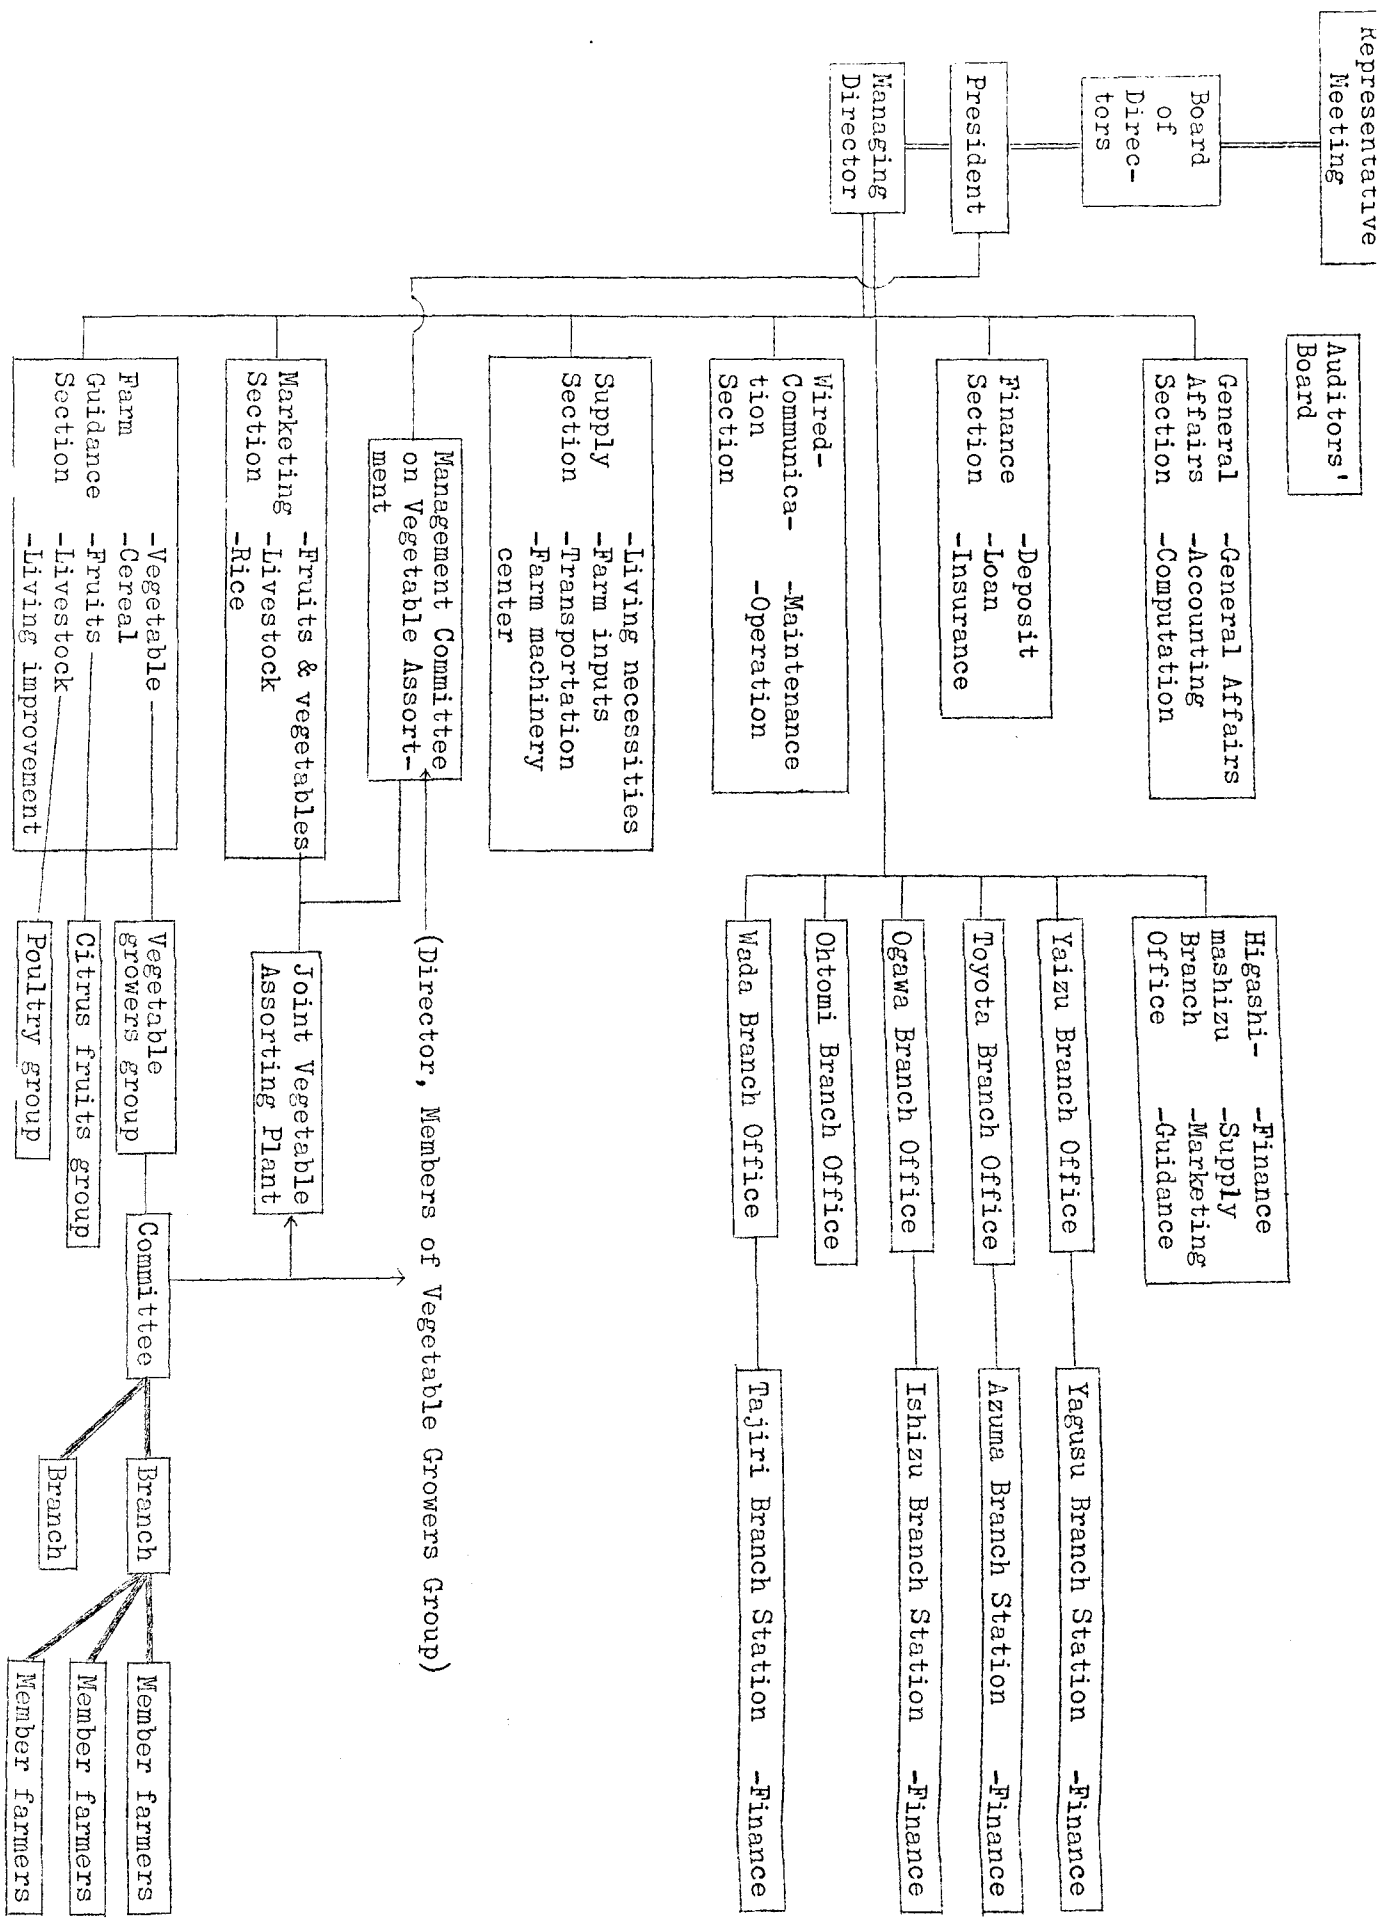 Representative
Meeting
Board
of
Direc-
tors
President
Managing
Director
Auditors'
Board
General
Affairs -General Affairs
Section -Accounting
-Computation
Finance -Deposit
Section -Loan
-Insurance
Wired-
Communica- -Maintenance
tion -Operation
Section
Supply -Living necessities
Section -Farm inputs
-Transportation
-Farm machinery
center
Management Committee
on Vegetable Assort-
ment
Marketing -Fruits & vegetables
Section -Livestock
-Rice
Farm -Vegetable
Guidance -Cereal
Section -Fruits
-Livestock
-Living improvement
Higashi- -Finance
mashizu -Supply
Branch -Marketing
Office -Guidance
Yaizu Branch Office
Toyota Branch Office
Ogawa Branch Office
Ohtomi Branch Office
Wada Branch Office
(Director, Members of Vegetable Growers Group)
Joint Vegetable
Assorting Plant
Vegetable
growers group
Citrus fruits group
Poultry group
Committee
Yagusu Branch Station -Finance
Azuma Branch Station -Finance
Ishizu Branch Station -Finance
Tajiri Branch Station -Finance
Branch
Branch
Member farmers
Member farmers
Member farmers